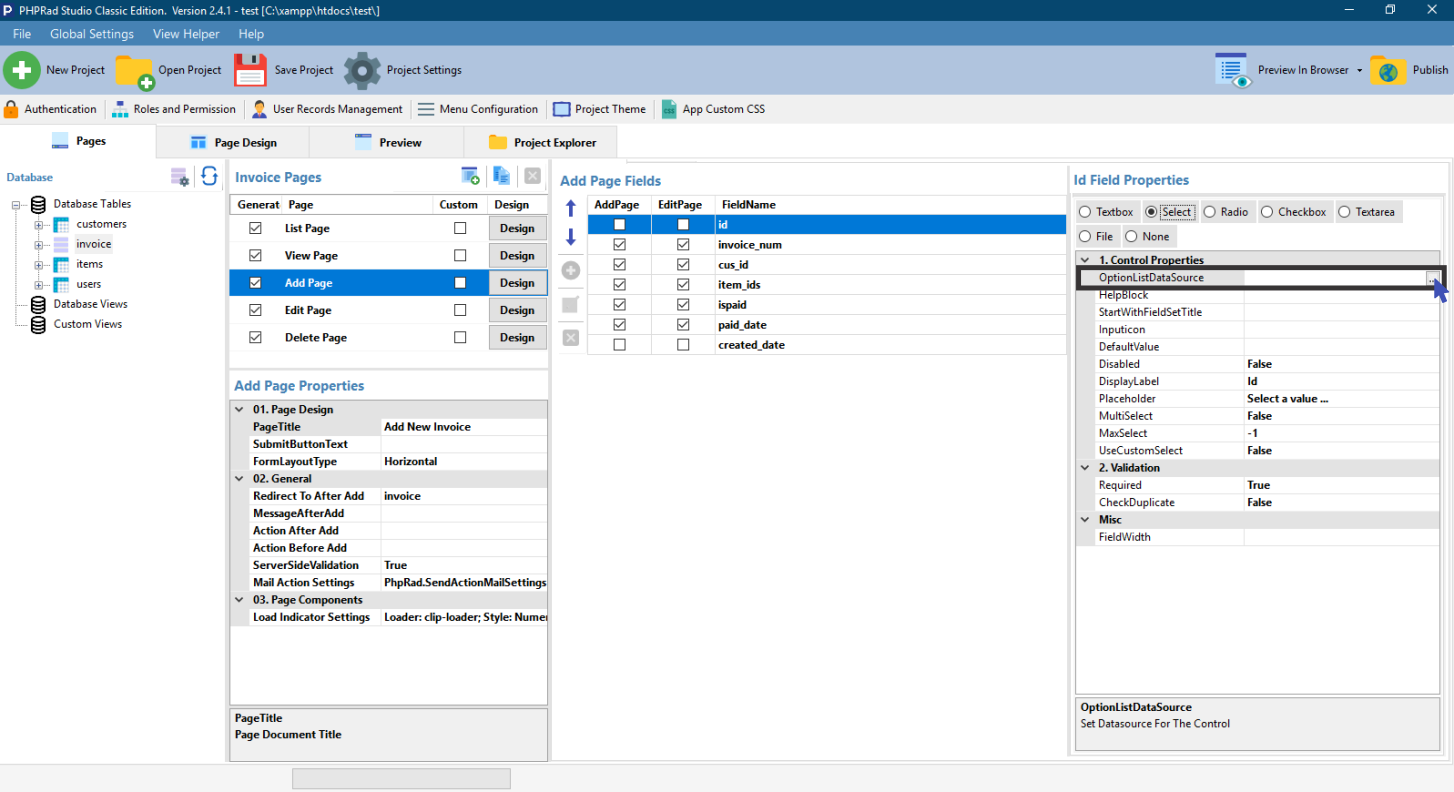 PHPRad Studio Classic Edition. Version 2.4.1 - test [C:\xampp\htdocs\test\]
File Global Settings View Helper Help
New Project Open Project Save Project Project Settings Preview In Browser Publish
Authentication Roles and Permission User Records Management Menu Configuration Project Theme App Custom CSS
Pages Page Design Preview Project Explorer
Database
Database Tables
customers
invoice
items
users
Database Views
Custom Views
Invoice Pages
Generat Page Custom Design
List Page Design
View Page Design
Add Page Design
Edit Page Design
Delete Page Design
Add Page Properties
01. Page Design
PageTitle Add New Invoice
SubmitButtonText
FormLayoutType Horizontal
02. General
Redirect To After Add invoice
MessageAfterAdd
Action After Add
Action Before Add
ServerSideValidation True
Mail Action Settings PhpRad.SendActionMailSettings
03. Page Components
Load Indicator Settings Loader: clip-loader; Style: Numer
PageTitle
Page Document Title
Add Page Fields
AddPage EditPage FieldName
id
invoice_num
cus_id
item_ids
ispaid
paid_date
created_date
Id Field Properties
Textbox Select Radio Checkbox Textarea
File None
1. Control Properties
OptionListDataSource
HelpBlock
StartWithFieldSetTitle
Inputicon
DefaultValue
Disabled False
DisplayLabel Id
Placeholder Select a value ...
MultiSelect False
MaxSelect -1
UseCustomSelect False
2. Validation
Required True
CheckDuplicate False
Misc
FieldWidth
OptionListDataSource
Set Datasource For The Control